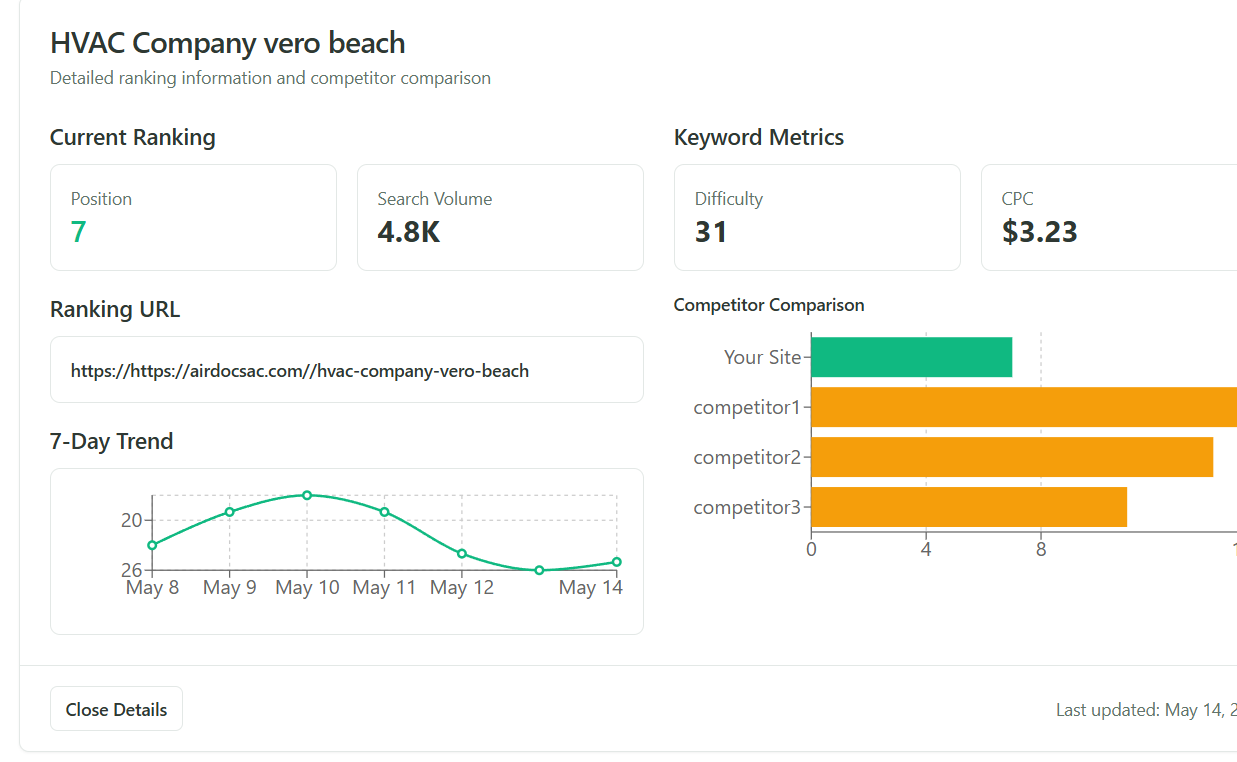 HVAC Company vero beach
Detailed ranking information and competitor comparison
Current Ranking
Position
7
Search Volume
4.8K
Keyword Metrics
Difficulty
31
CPC
$3.23
Ranking URL
https://https://airdocsac.com//hvac-company-vero-beach
7-Day Trend
20
26
May 8 May 9 May 10 May 11 May 12 May 14
Competitor Comparison
Your Site
competitor1
competitor2
competitor3
0 4 8
Close Details
Last updated: May 14, 2